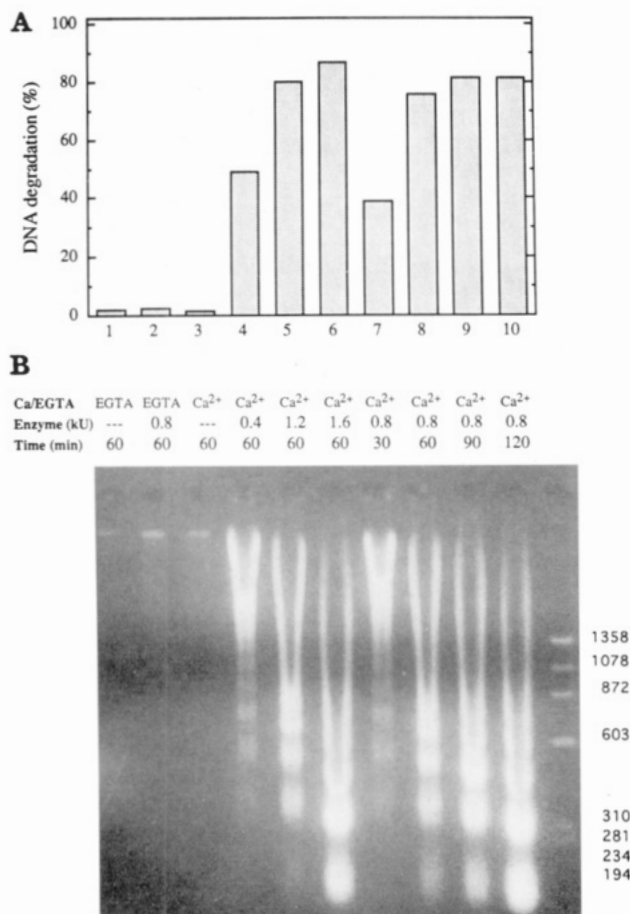 A
100
80
60
40
20
0
DNA degradation (%)
1 2 3 4 5 6 7 8 9 10
B
Ca/EGTA EGTA EGTA Ca²⁺ Ca²⁺ Ca²⁺ Ca²⁺ Ca²⁺ Ca²⁺ Ca²⁺ Ca²⁺
Enzyme (kU) --- 0.8 --- 0.4 1.2 1.6 0.8 0.8 0.8 0.8
Time (min) 60 60 60 60 60 60 30 60 90 120
1358
1078
872
603
310
281
234
194